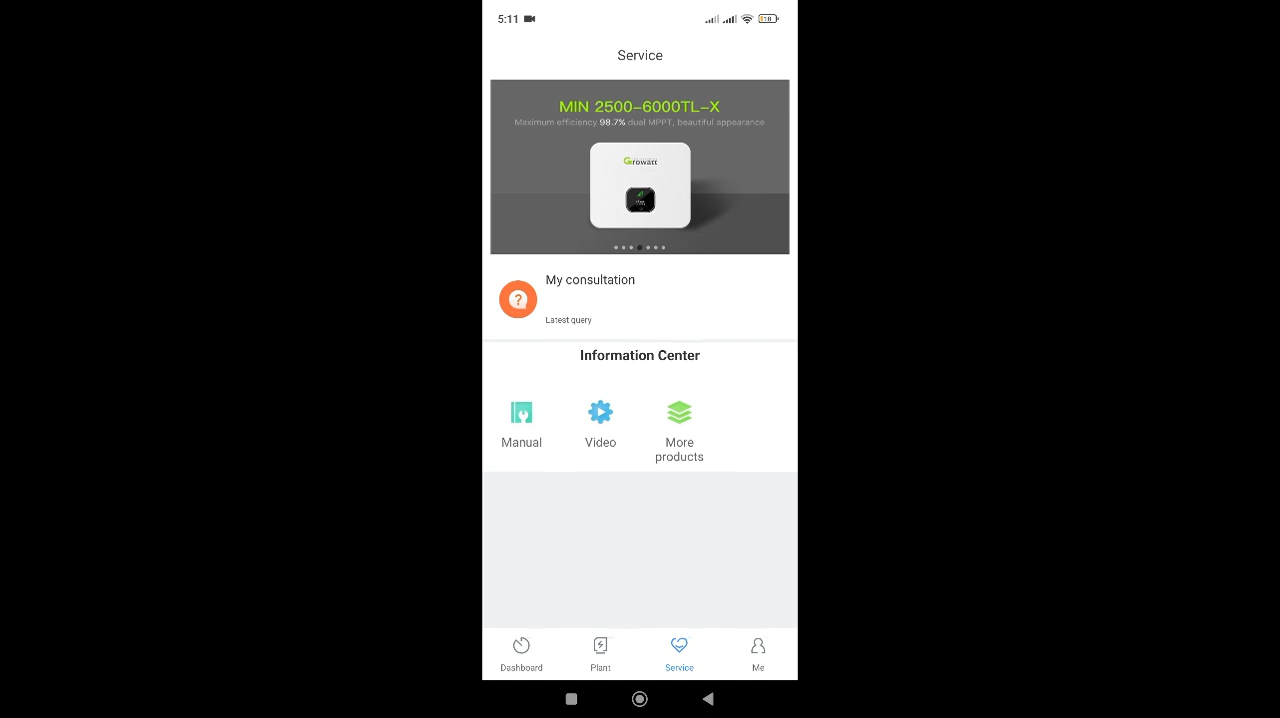 5:11
18
Service
MIN 2500-6000TL-X
Maximum efficiency 98.7% dual MPPT, beautiful appearance
Growatt
My consultation
Latest query
Information Center
Manual
Video
More
products
Dashboard
Plant
Service
Me